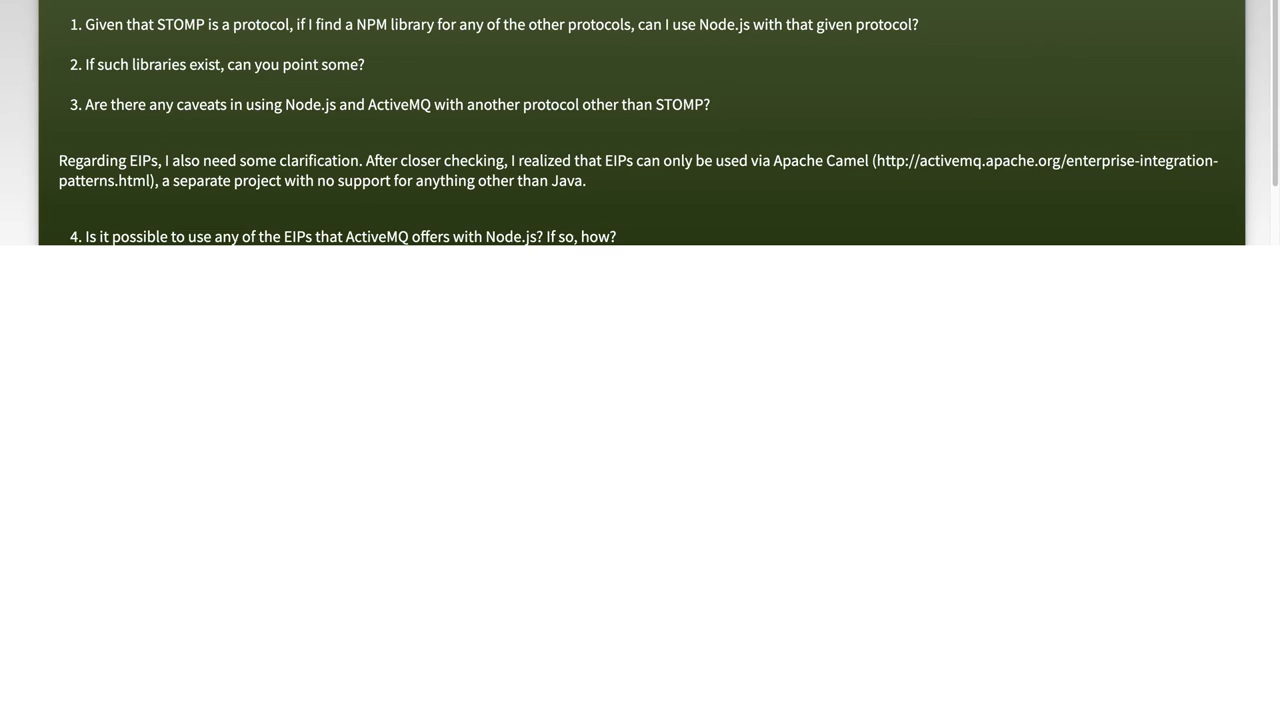 1. Given that STOMP is a protocol, if I find a NPM library for any of the other protocols, can I use Node.js with that given protocol?
2. If such libraries exist, can you point some?
3. Are there any caveats in using Node.js and ActiveMQ with another protocol other than STOMP?
Regarding EIPs, I also need some clarification. After closer checking, I realized that EIPs can only be used via Apache Camel (http://activemq.apache.org/enterprise-integration-
patterns.html), a separate project with no support for anything other than Java.
4. Is it possible to use any of the EIPs that ActiveMQ offers with Node.js? If so, how?